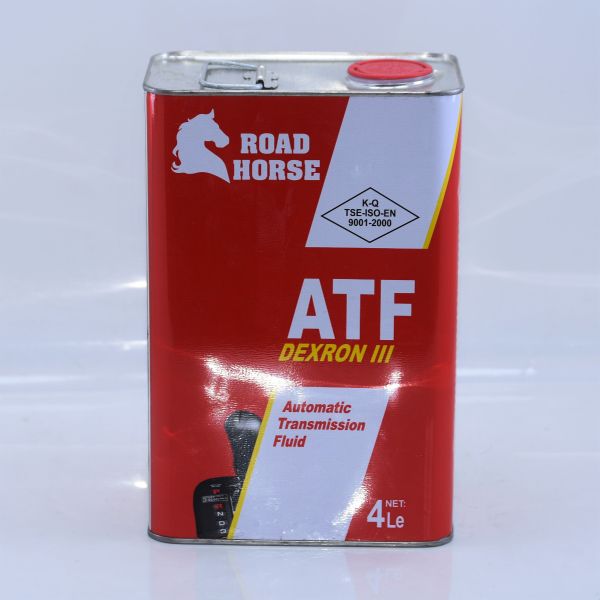 ROAD
HORSE
K-Q
TSE-ISO-EN
9001-2000
ATF
DEXRON III
Automatic
Transmission
Fluid
P
R
N
D
NET:
4Le